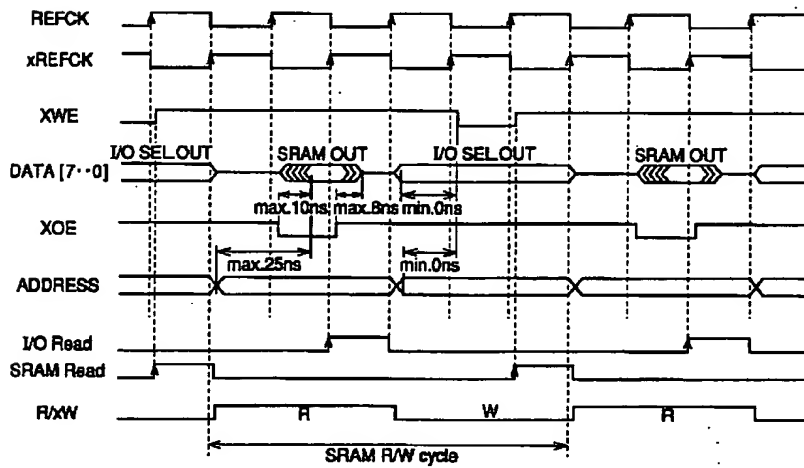 REFCK
xREFCK
XWE
I/O SEL.OUT SRAM OUT I/O SEL.OUT SRAM OUT
DATA [7··0]
max.10ns max.8ns min.0ns
XOE
max.25ns min.0ns
ADDRESS
I/O Read
SRAM Read
R/xW R W R
SRAM R/W cycle